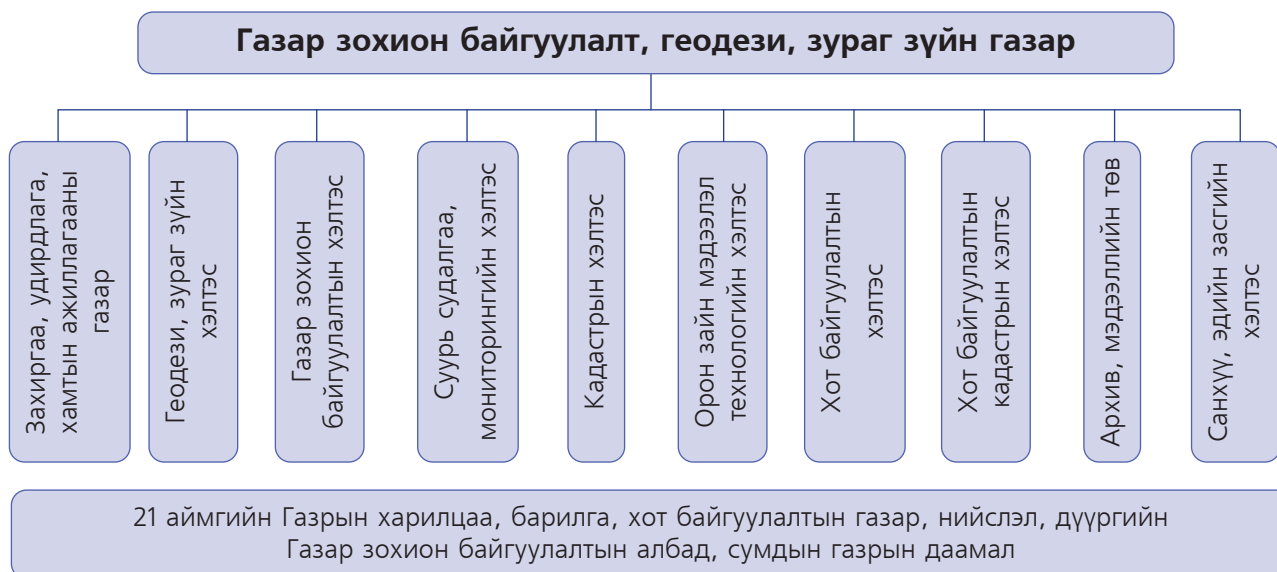 Газар зохион байгуулалт, геодези, зураг зүйн газар
Захиргаа, удирдлага,
хамтын ажиллагааны
газар
Геодези, зураг зүйн
хэлтэс
Газар зохион
байгуулалтын хэлтэс
Суурь судалгаа,
мониторингийн хэлтэс
Кадастрын хэлтэс
Орон зайн мэдээлэл
технологийн хэлтэс
Хот байгуулалтын
хэлтэс
Хот байгуулалтын
кадастрын хэлтэс
Архив, мэдээллийн төв
Санхүү, эдийн засгийн
хэлтэс
21 аймгийн Газрын харилцаа, барилга, хот байгуулалтын газар, нийслэл, дүүргийн
Газар зохион байгуулалтын албад, сумдын газрын даамал